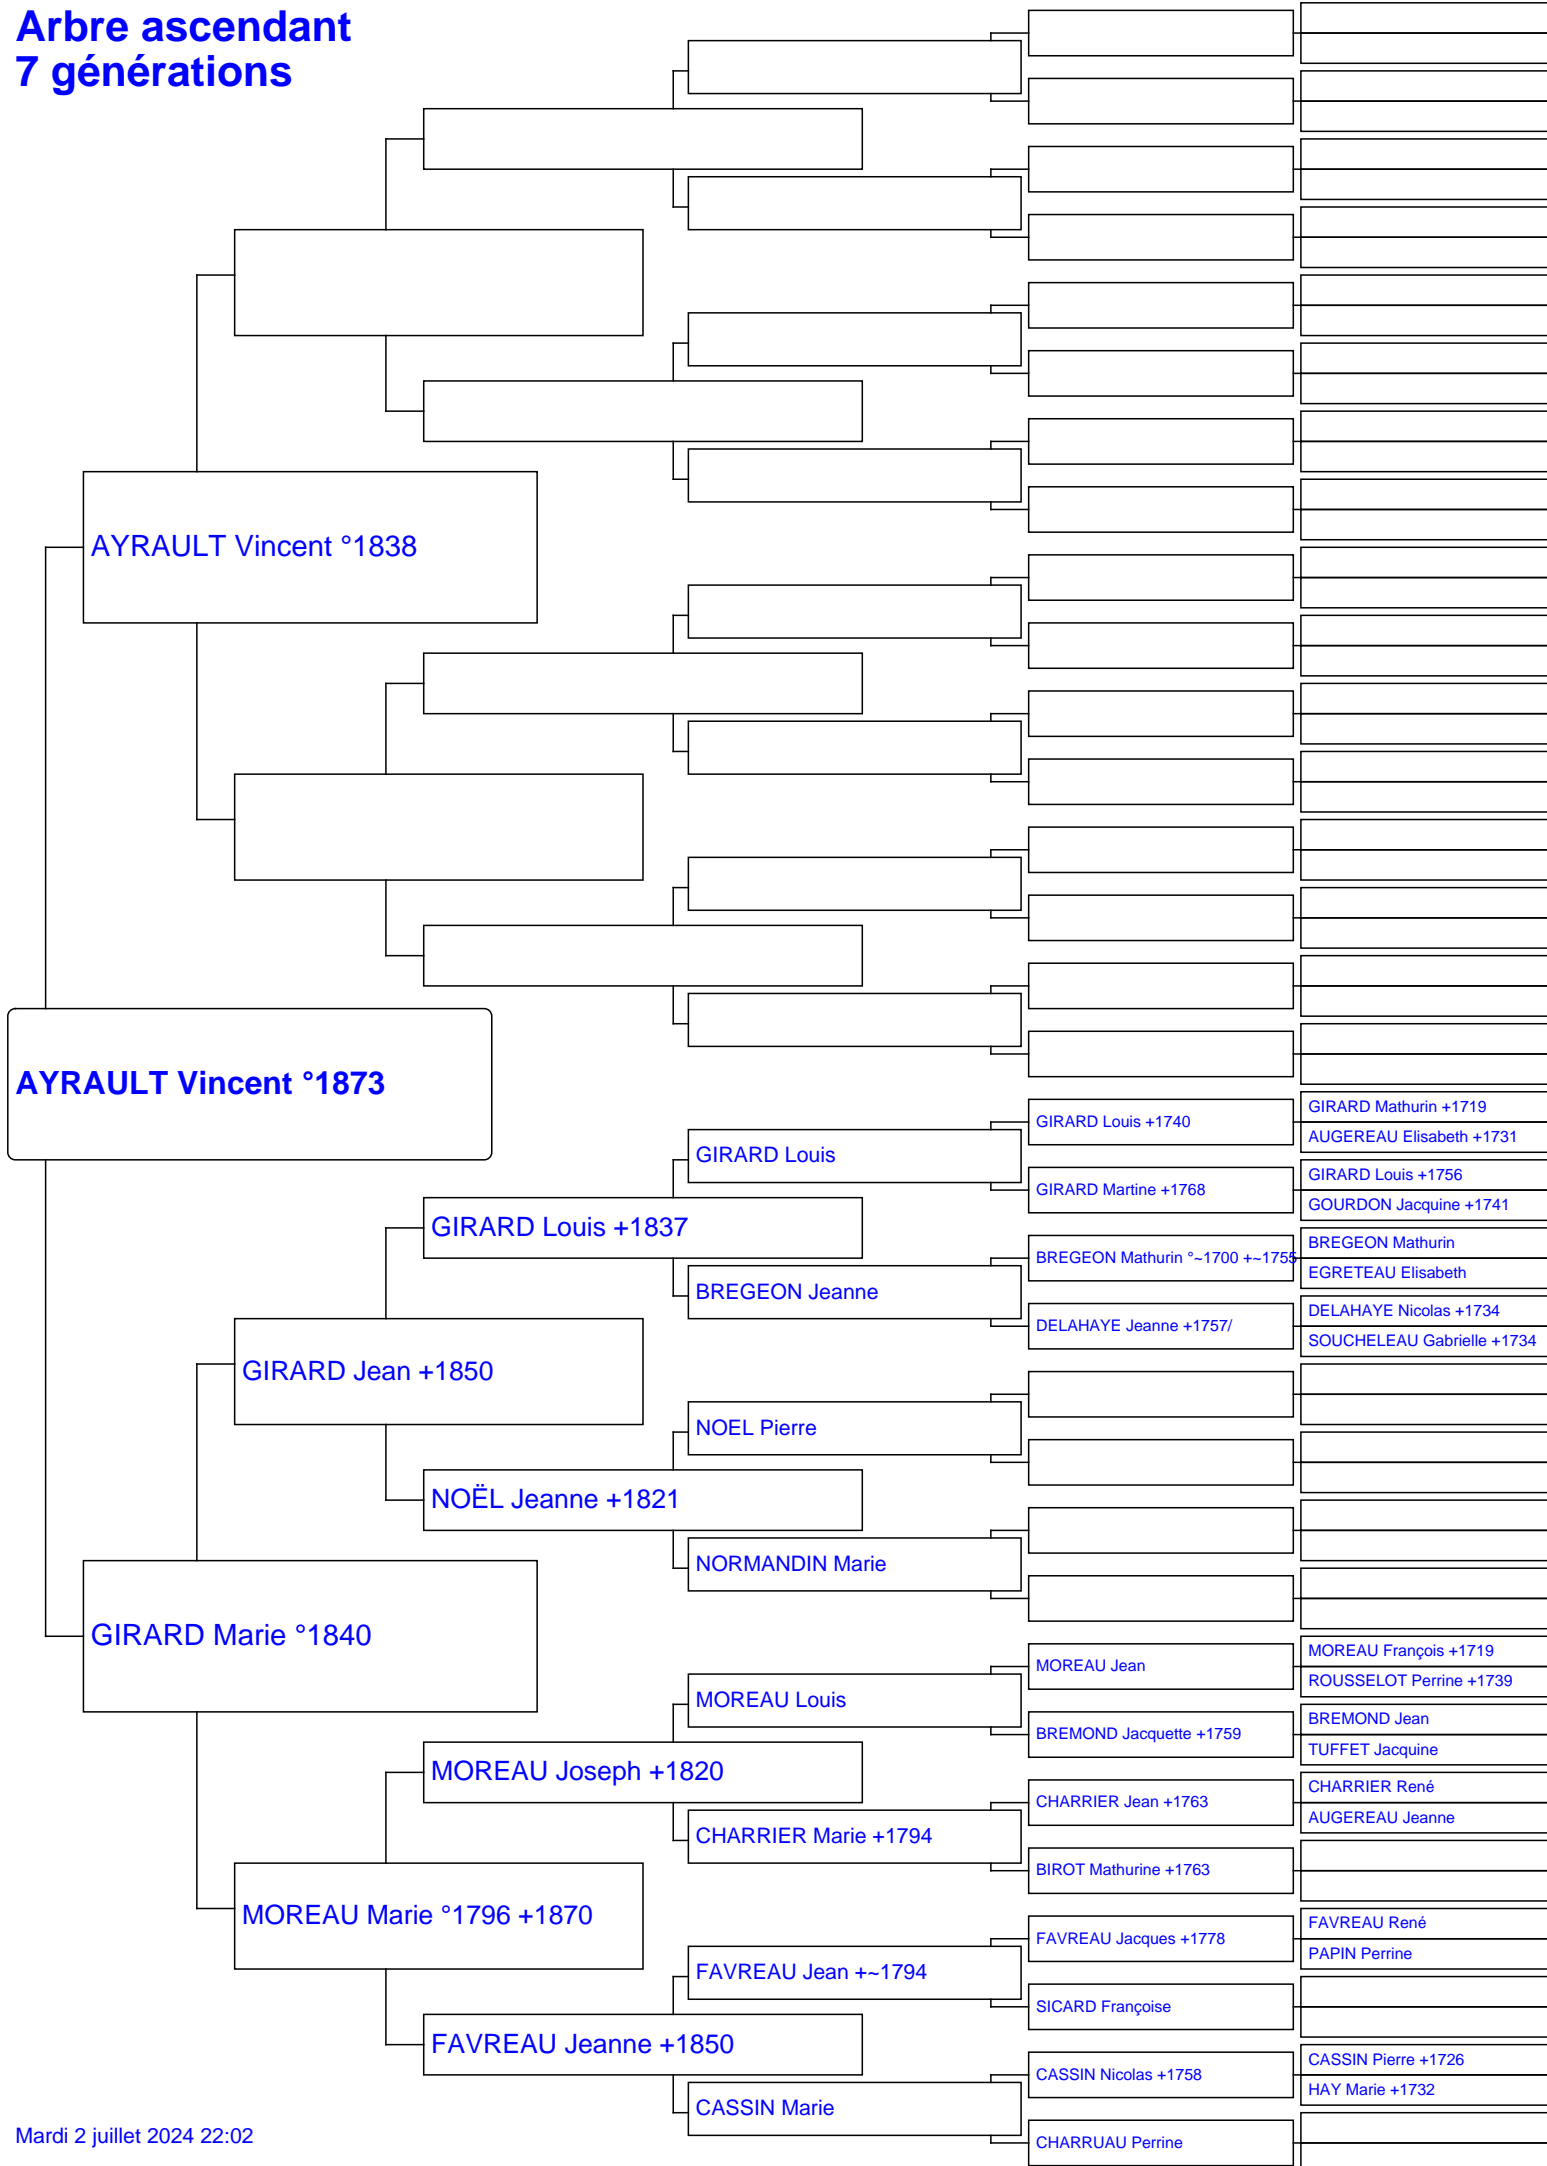 Arbre ascendant
7 générations
AYRAULT Vincent °1838
AYRAULT Vincent °1873
GIRARD Mathurin +1719
GIRARD Louis +1740
AUGEREAU Elisabeth +1731
GIRARD Louis
GIRARD Louis +1756
GIRARD Martine +1768
GOURDON Jacquine +1741
GIRARD Louis +1837
BREGEON Mathurin
BREGEON Mathurin °~1700 +~1755
EGRETEAU Elisabeth
BREGEON Jeanne
DELAHAYE Nicolas +1734
DELAHAYE Jeanne +1757/
SOUCHELEAU Gabrielle +1734
GIRARD Jean +1850
NOEL Pierre
NOËL Jeanne +1821
NORMANDIN Marie
GIRARD Marie °1840
MOREAU François +1719
MOREAU Jean
ROUSSELOT Perrine +1739
MOREAU Louis
BREMOND Jean
BREMOND Jacquette +1759
TUFFET Jacquine
MOREAU Joseph +1820
CHARRIER René
CHARRIER Jean +1763
AUGEREAU Jeanne
CHARRIER Marie +1794
BIROT Mathurine +1763
MOREAU Marie °1796 +1870
FAVREAU René
FAVREAU Jacques +1778
PAPIN Perrine
FAVREAU Jean +~1794
SICARD Françoise
FAVREAU Jeanne +1850
CASSIN Pierre +1726
CASSIN Nicolas +1758
HAY Marie +1732
CASSIN Marie
CHARRUAU Perrine
Mardi 2 juillet 2024 22:02